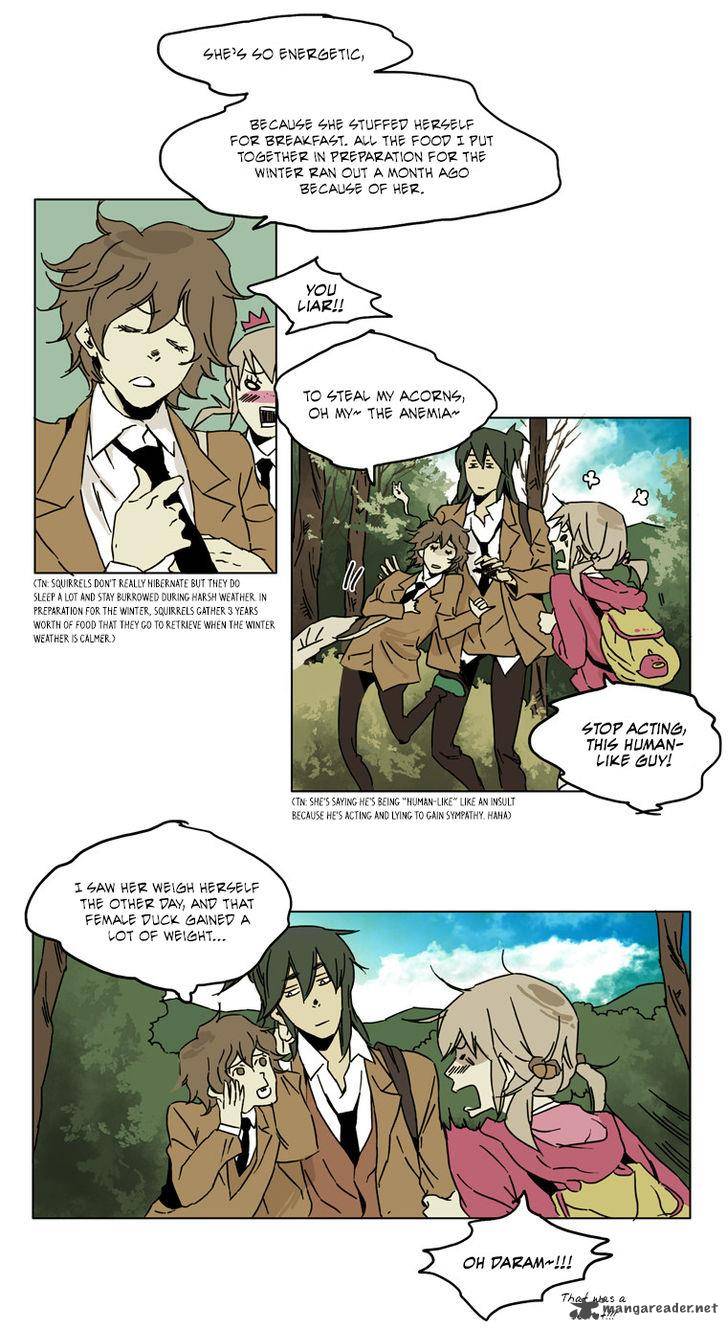 SHE'S SO ENERGETIC,
BECAUSE SHE STUFFED HERSELF
FOR BREAKFAST. ALL THE FOOD I PUT
TOGETHER IN PREPARATION FOR THE
WINTER RAN OUT A MONTH AGO
BECAUSE OF HER.
YOU
LIAR!!
TO STEAL MY ACORNS,
OH MY~ THE ANEMIA~
(TN: SQUIRRELS DON'T REALLY HIBERNATE BUT THEY DO
SLEEP A LOT AND STAY BURROWED DURING HARSH WEATHER. IN
PREPARATION FOR THE WINTER, SQUIRRELS GATHER 3 YEARS
WORTH OF FOOD THAT THEY GO TO RETRIEVE WHEN THE WINTER
WEATHER IS CALMER.)
STOP ACTING,
THIS HUMAN-
LIKE GUY!
(TN: SHE'S SAYING HE'S BEING "HUMAN-LIKE" LIKE AN INSULT
BECAUSE HE'S ACTING AND LYING TO GAIN SYMPATHY. HAHA)
I SAW HER WEIGH HERSELF
THE OTHER DAY, AND THAT
FEMALE DUCK GAINED A
LOT OF WEIGHT...
OH DARAM~!!!
That was a
mangareader.net